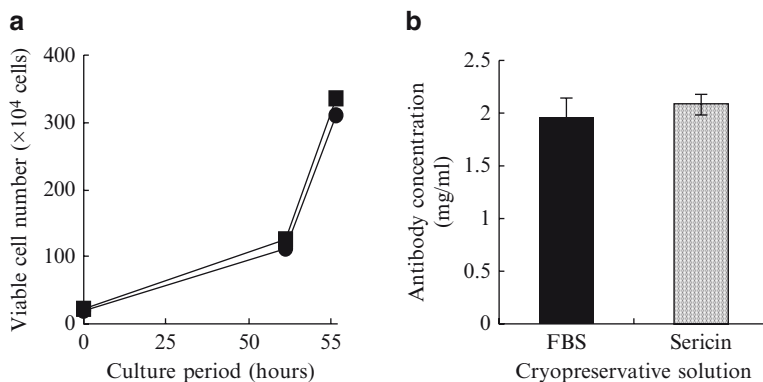 a
Viable cell number (×10⁴ cells)
400
300
200
100
0
0 25 50 55
Culture period (hours)
b
Antibody concentration
(mg/ml)
2.5
2
1.5
1
0.5
0
FBS Sericin
Cryopreservative solution